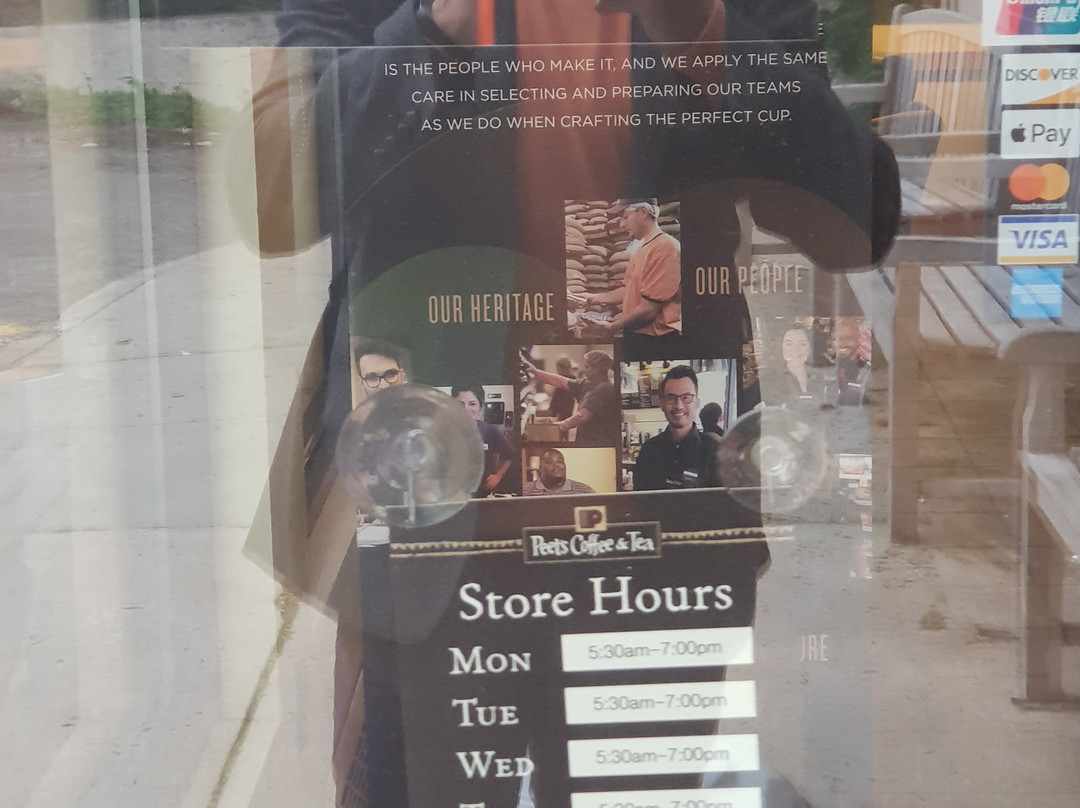 IS THE PEOPLE WHO MAKE IT, AND WE APPLY THE SAME
CARE IN SELECTING AND PREPARING OUR TEAMS
AS WE DO WHEN CRAFTING THE PERFECT CUP.
OUR HERITAGE
OUR PEOPLE
银联
DISCOVER
Pay
mastercard
VISA
P
Peet's Coffee & Tea
Store Hours
MON 5:30am–7:00pm
TUE 5:30am–7:00pm
WED 5:30am–7:00pm